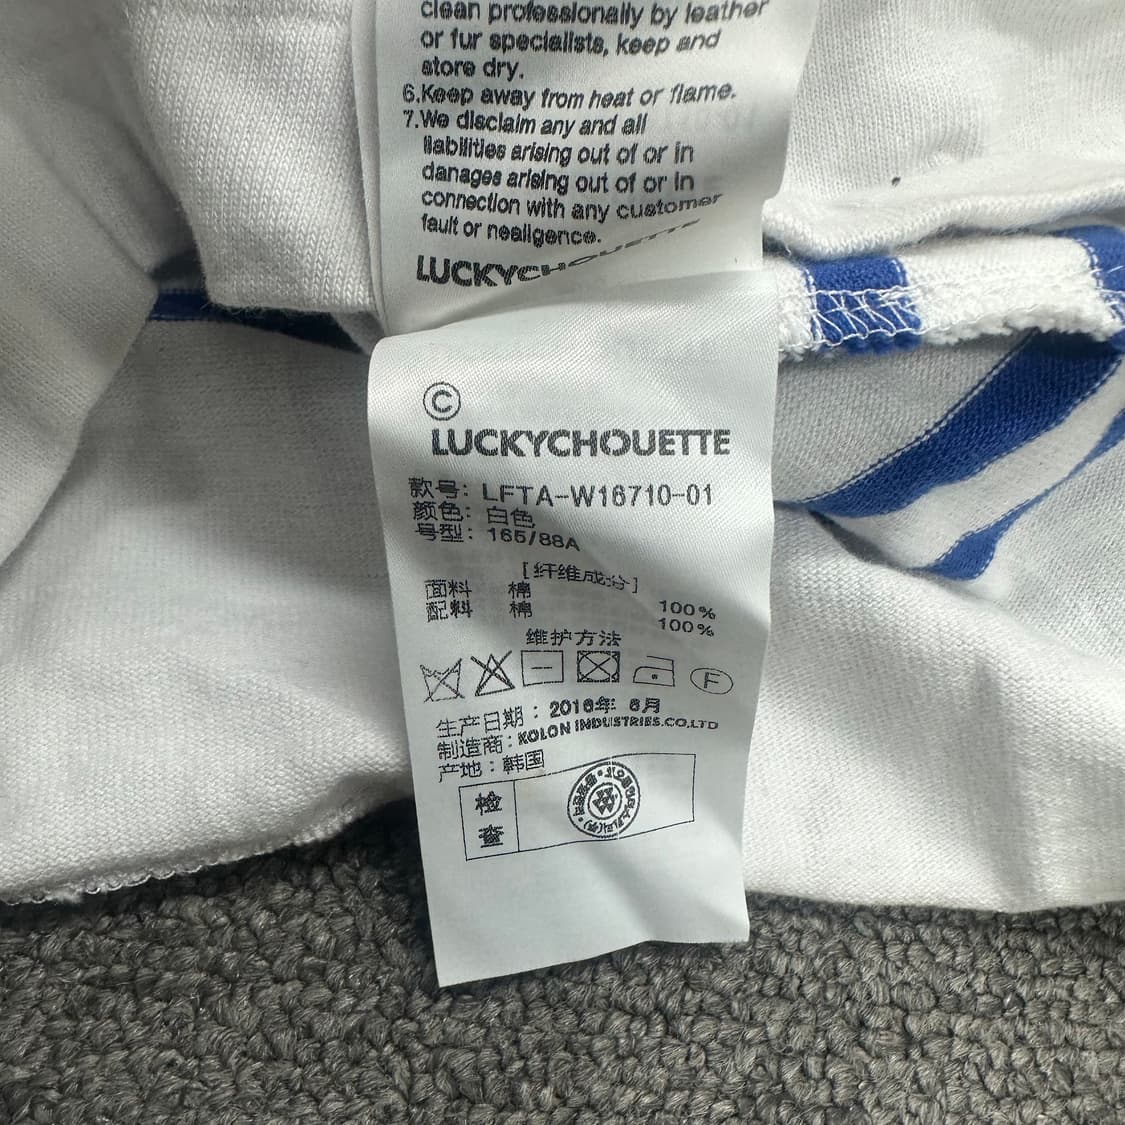 clean professionally by leather
or fur specialists, keep and
store dry.
6.Keep away from heat or flame.
7.We disclaim any and all
liabilities arising out of or in
danages arising out of or in
connection with any customer
fault or nealigence.
LUCKYCHOUETTE
©
LUCKYCHOUETTE
款号: LFTA-W16710-01
颜色: 白色
号型: 165/88A
[纤维成分]
面料 棉 100%
配料 棉 100%
维护方法
F
生产日期: 2016年 6月
制造商: KOLON INDUSTRIES.CO.LTD
产地: 韩国
检查